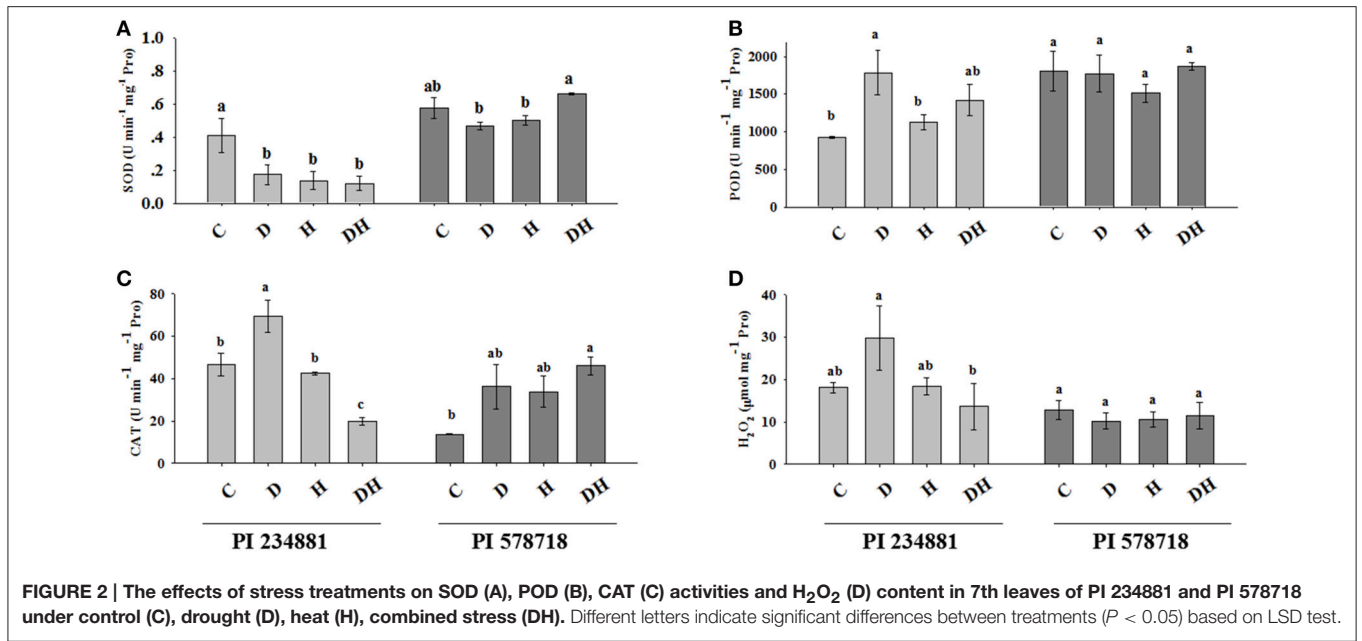 A
1.0
.8
.6
.4
.2
0.0
SOD (U min⁻¹ mg⁻¹ Pro)
a
b
b
b
ab
b
b
a
C
D
H
DH
C
D
H
DH
B
2000
1500
1000
500
0
POD (U min⁻¹ mg⁻¹ Pro)
b
a
b
ab
a
a
a
a
C
D
H
DH
C
D
H
DH
C
80
60
40
20
0
CAT (U min⁻¹ mg⁻¹ Pro)
b
a
b
c
b
ab
ab
a
C
D
H
DH
C
D
H
DH
PI 234881
PI 578718
D
40
30
20
10
0
H₂O₂ (μmol mg⁻¹ Pro)
ab
a
ab
b
a
a
a
a
C
D
H
DH
C
D
H
DH
PI 234881
PI 578718
FIGURE 2 | The effects of stress treatments on SOD (A), POD (B), CAT (C) activities and H₂O₂ (D) content in 7th leaves of PI 234881 and PI 578718
under control (C), drought (D), heat (H), combined stress (DH). Different letters indicate significant differences between treatments (P < 0.05) based on LSD test.